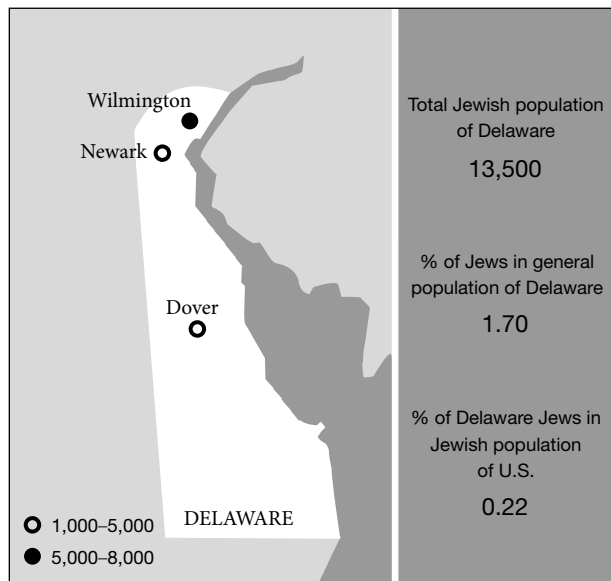 Wilmington
Newark
Dover
DELAWARE
1,000–5,000
5,000–8,000
Total Jewish population
of Delaware
13,500
% of Jews in general
population of Delaware
1.70
% of Delaware Jews in
Jewish population
of U.S.
0.22